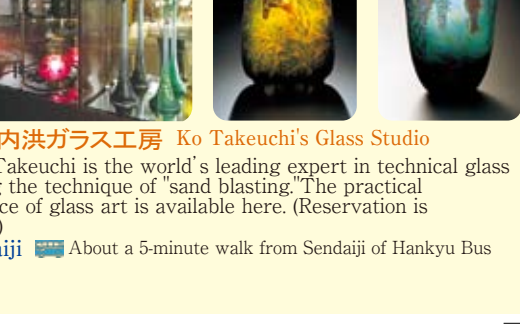 内洪ガラス工房 Ko Takeuchi's Glass Studio
Takeuchi is the world's leading expert in technical glass
the technique of "sand blasting."The practical
of glass art is available here. (Reservation is
)
About a 5-minute walk from Sendaiji of Hankyu Bus